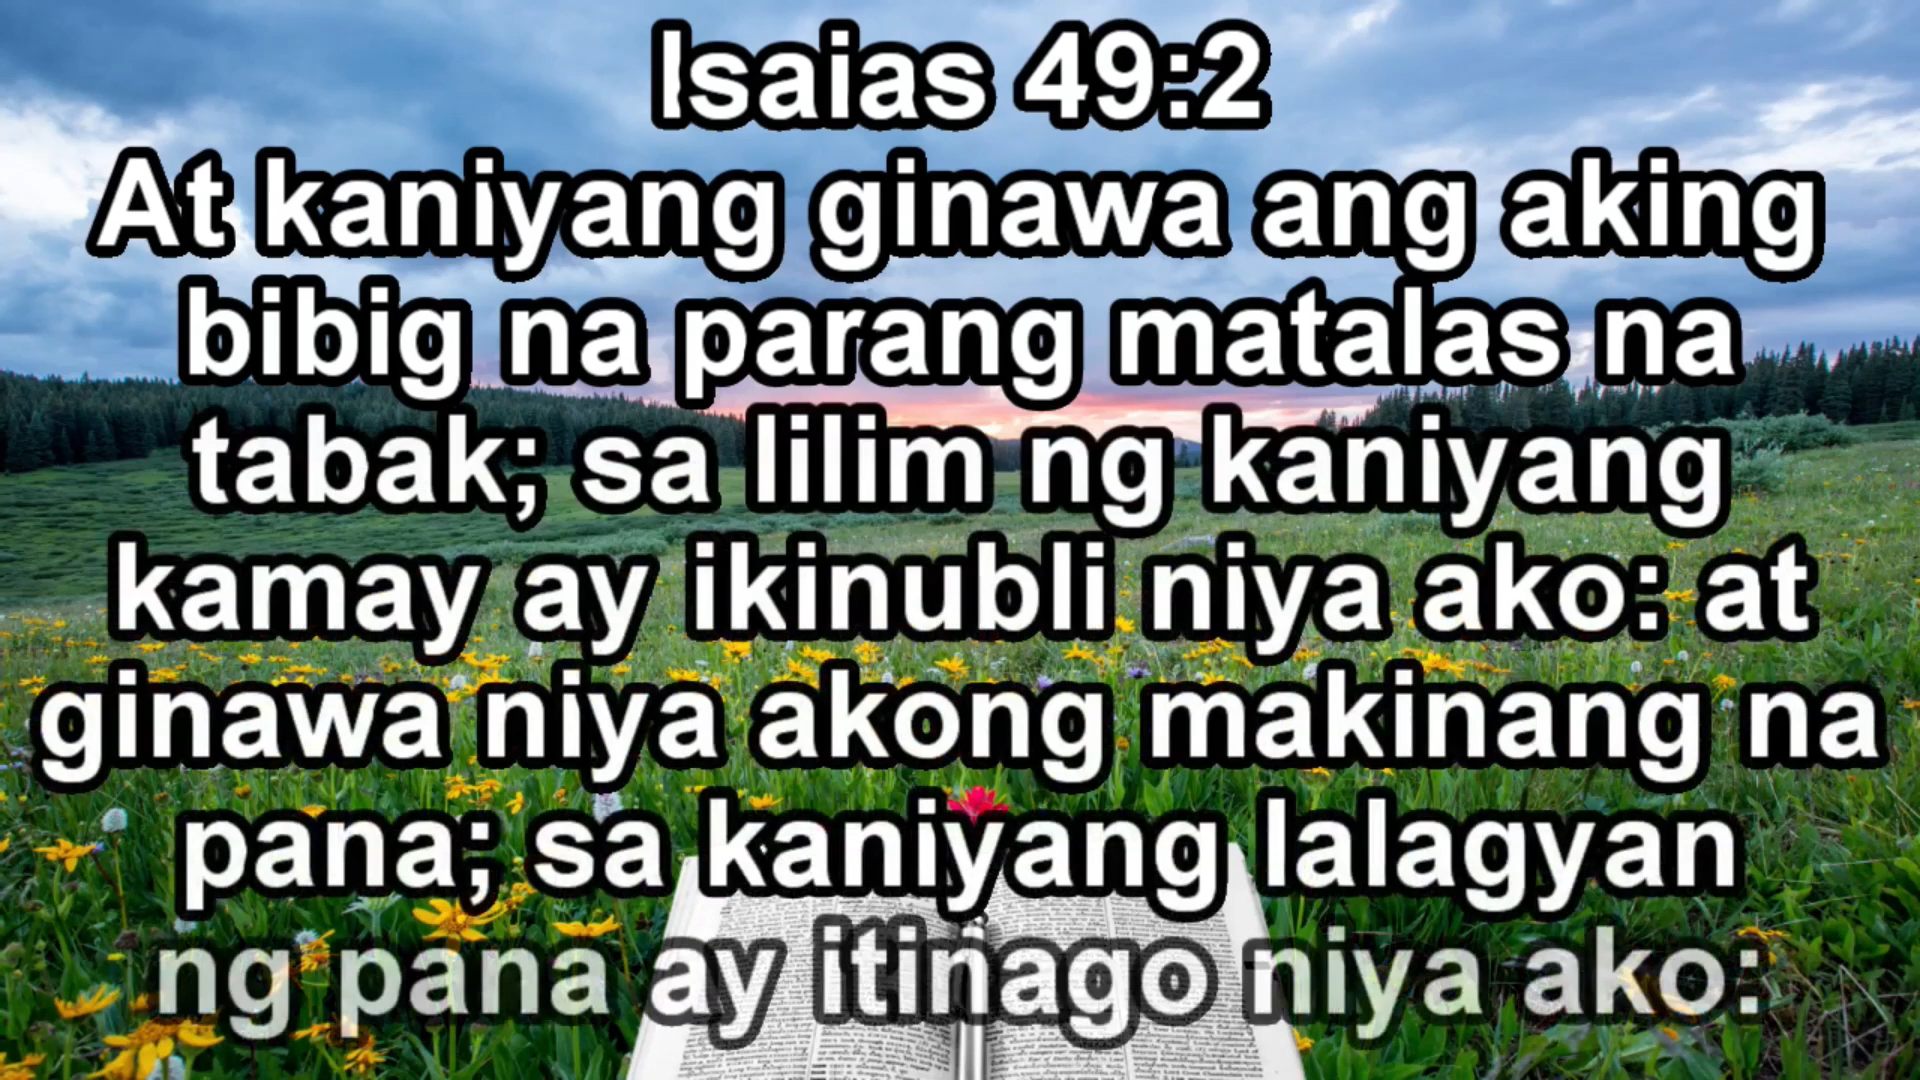 Isaias 49:2
At kaniyang ginawa ang aking
bibig na parang matalas na
tabak; sa lilim ng kaniyang
kamay ay ikinubli niya ako: at
ginawa niya akong makinang na
pana; sa kaniyang lalagyan
ng pana ay itinago niya ako: